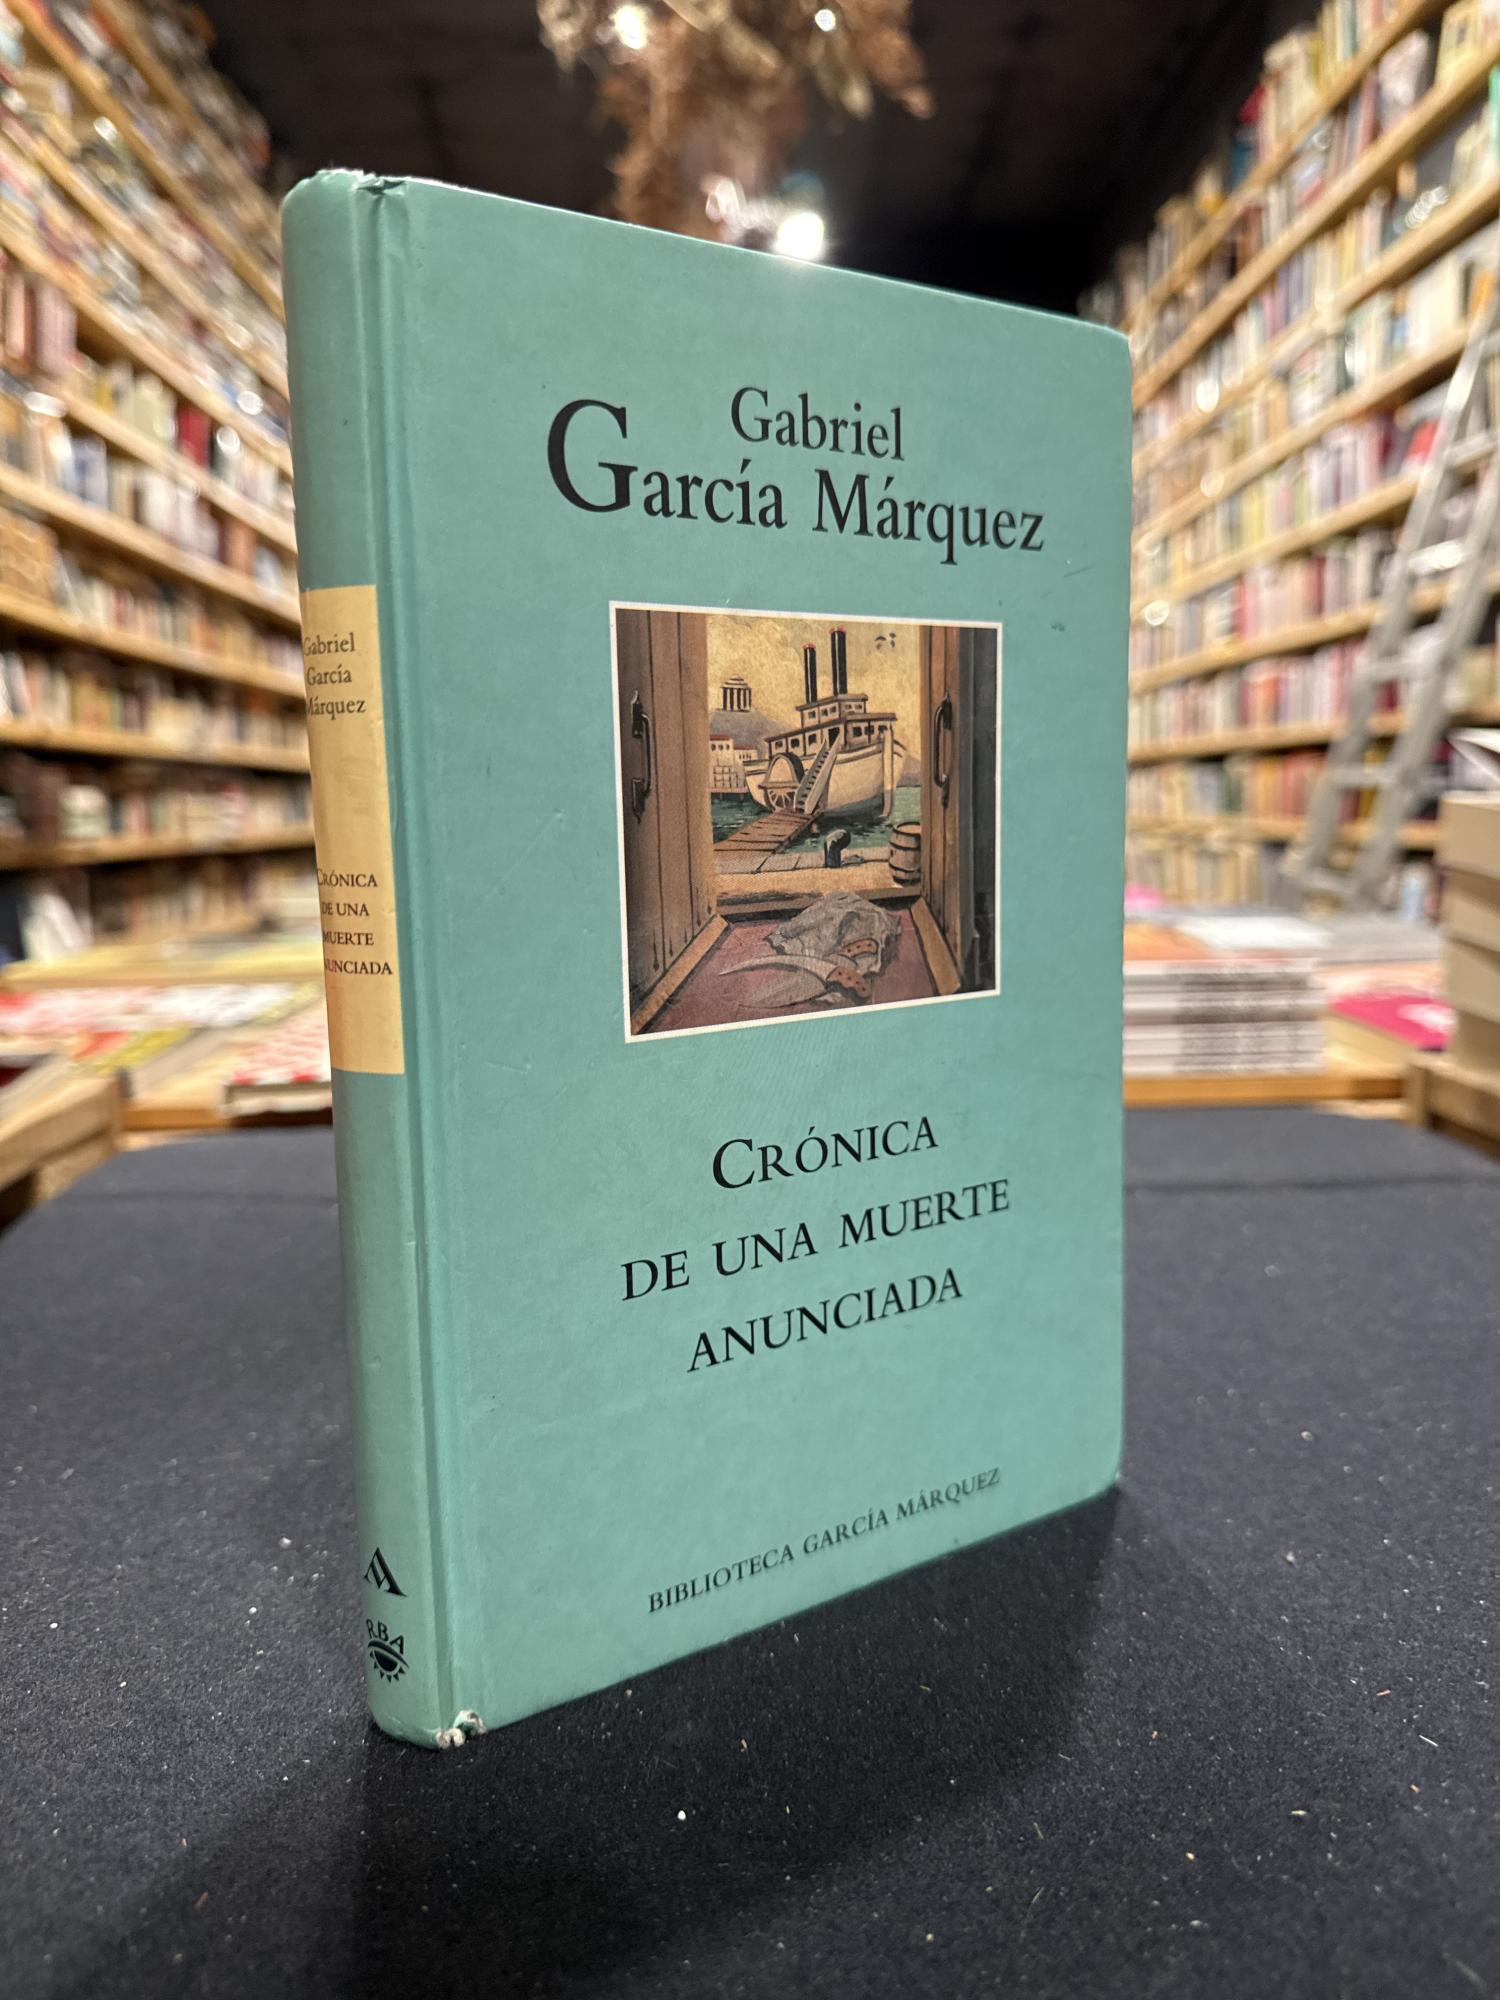 Gabriel
García Márquez
CRÓNICA
DE UNA MUERTE
ANUNCIADA
BIBLIOTECA GARCÍA MÁRQUEZ
Gabriel
García
Márquez
CRÓNICA
DE UNA
MUERTE
ANUNCIADA
RBA